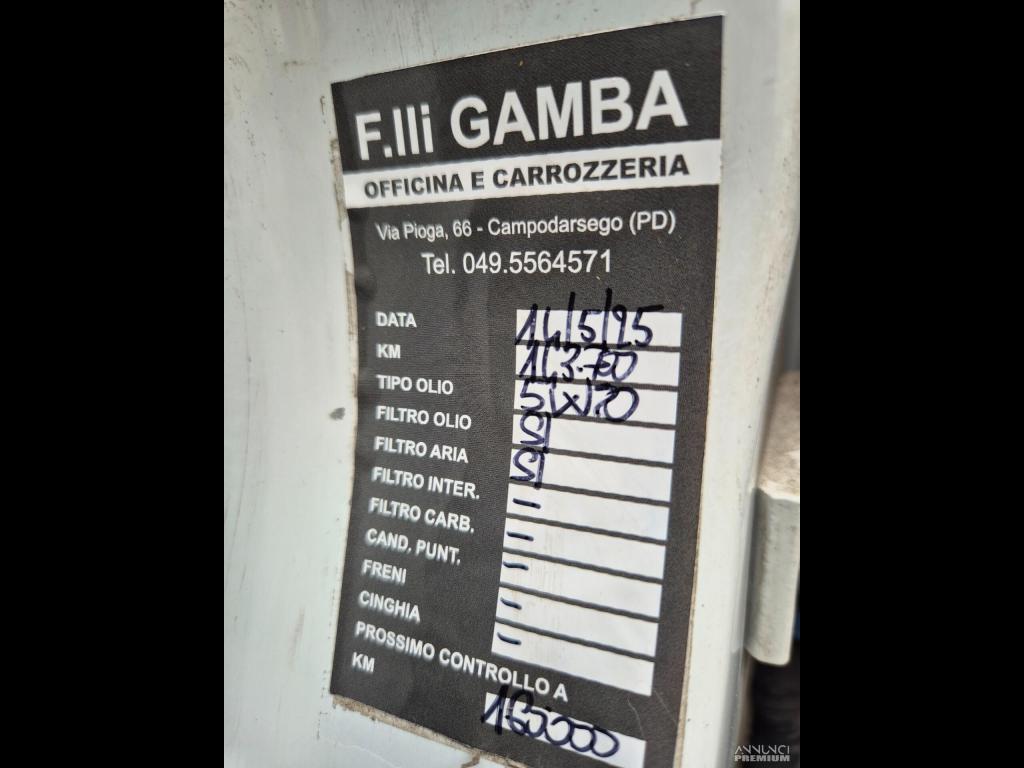 F.lli GAMBA
OFFICINA E CARROZZERIA
Via Pioga, 66 - Campodarsego (PD)
Tel. 049.5564571
DATA 14/5/25
KM 143.700
TIPO OLIO 5W30
FILTRO OLIO SI
FILTRO ARIA SI
FILTRO INTER. -
FILTRO CARB. -
CAND. PUNT. -
FRENI -
CINGHIA -
PROSSIMO CONTROLLO A
KM 160000
ANNUNCI
PREMIUM